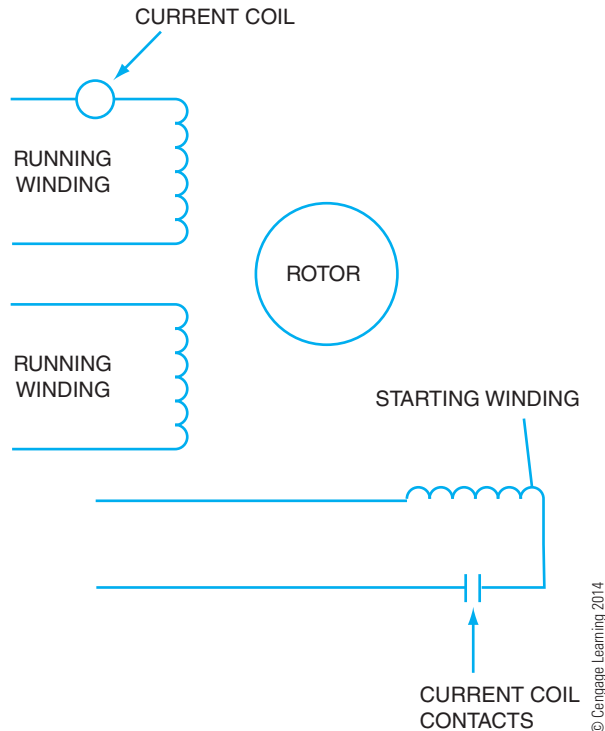 CURRENT COIL
RUNNING
WINDING
ROTOR
RUNNING
WINDING
STARTING WINDING
CURRENT COIL
CONTACTS
© Cengage Learning 2014